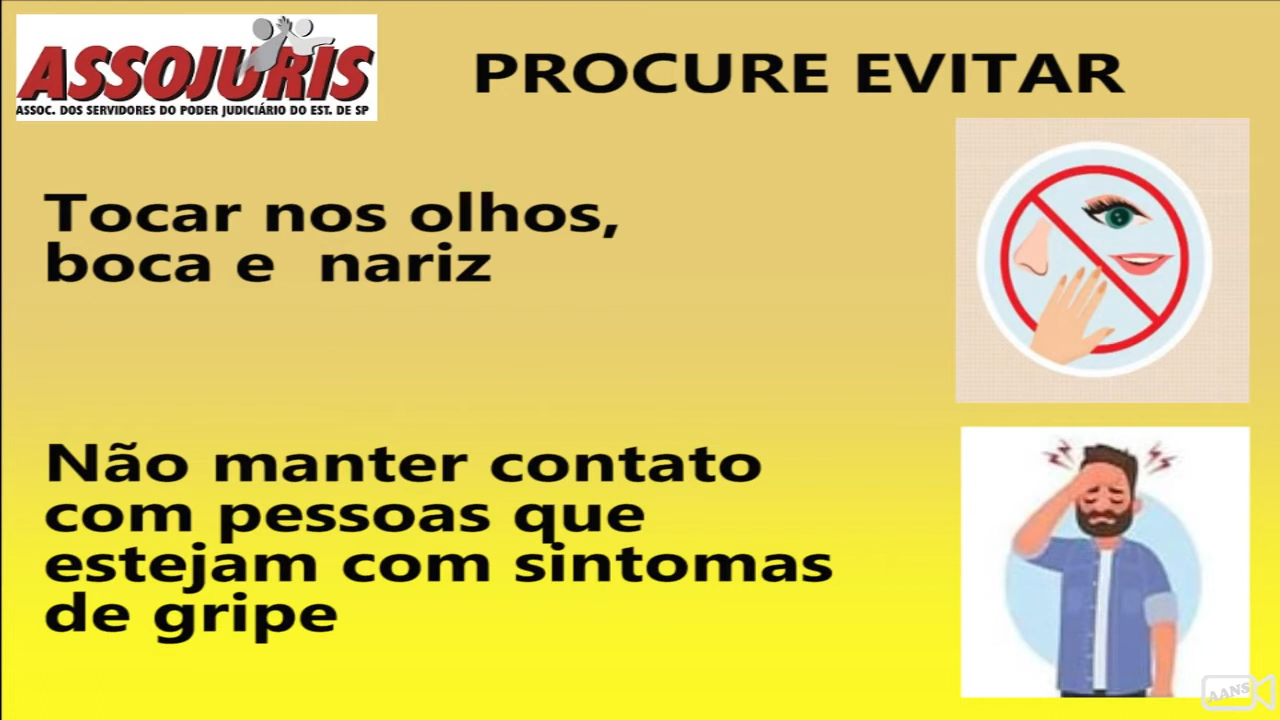 ASSOJURIS
ASSOC. DOS SERVIDORES DO PODER JUDICIÁRIO DO EST. DE SP
PROCURE EVITAR
Tocar nos olhos,
boca e nariz
Não manter contato
com pessoas que
estejam com sintomas
de gripe
AANS